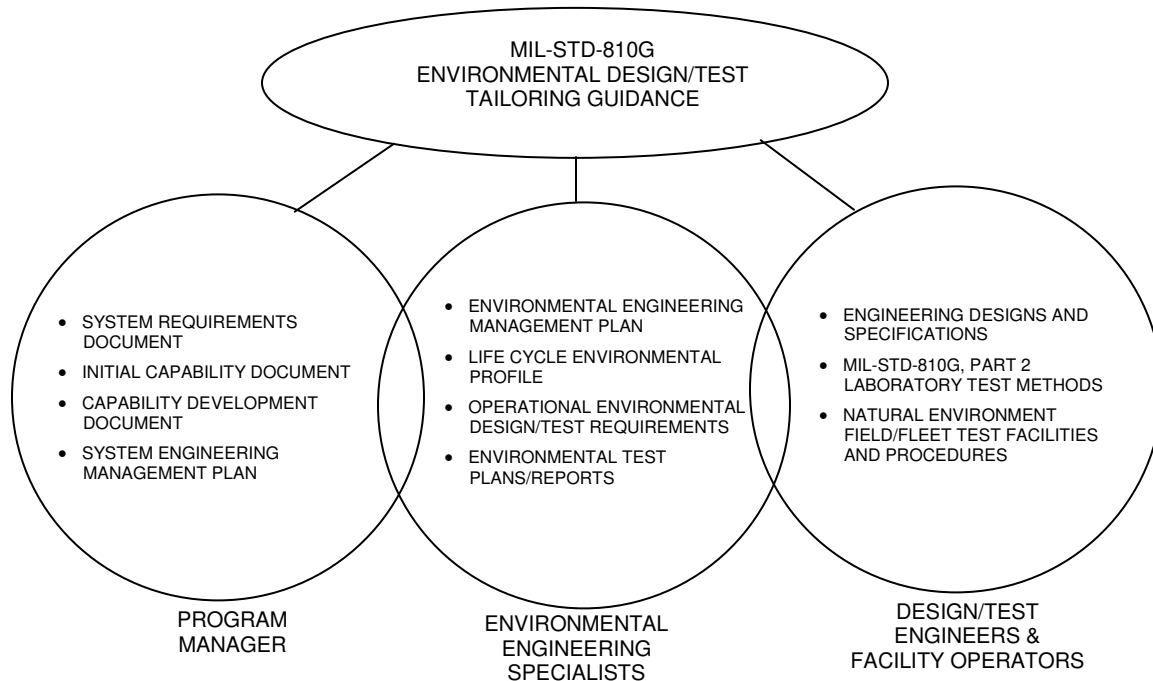 MIL-STD-810G
ENVIRONMENTAL DESIGN/TEST
TAILORING GUIDANCE
• SYSTEM REQUIREMENTS
DOCUMENT
• INITIAL CAPABILITY DOCUMENT
• CAPABILITY DEVELOPMENT
DOCUMENT
• SYSTEM ENGINEERING
MANAGEMENT PLAN
PROGRAM
MANAGER
• ENVIRONMENTAL ENGINEERING
MANAGEMENT PLAN
• LIFE CYCLE ENVIRONMENTAL
PROFILE
• OPERATIONAL ENVIRONMENTAL
DESIGN/TEST REQUIREMENTS
• ENVIRONMENTAL TEST
PLANS/REPORTS
ENVIRONMENTAL
ENGINEERING
SPECIALISTS
• ENGINEERING DESIGNS AND
SPECIFICATIONS
• MIL-STD-810G, PART 2
LABORATORY TEST METHODS
• NATURAL ENVIRONMENT
FIELD/FLEET TEST FACILITIES
AND PROCEDURES
DESIGN/TEST
ENGINEERS &
FACILITY OPERATORS